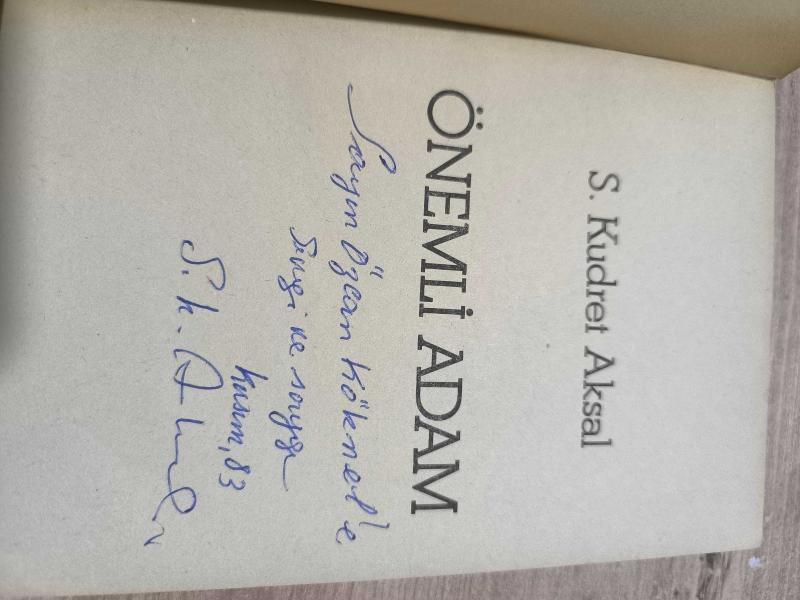 S. Kudret Aksal
ÖNEMLİ ADAM
Sayın Özcan Köknel'e
Sevgi ve saygı
Kasım, 83
S. K. Aksal